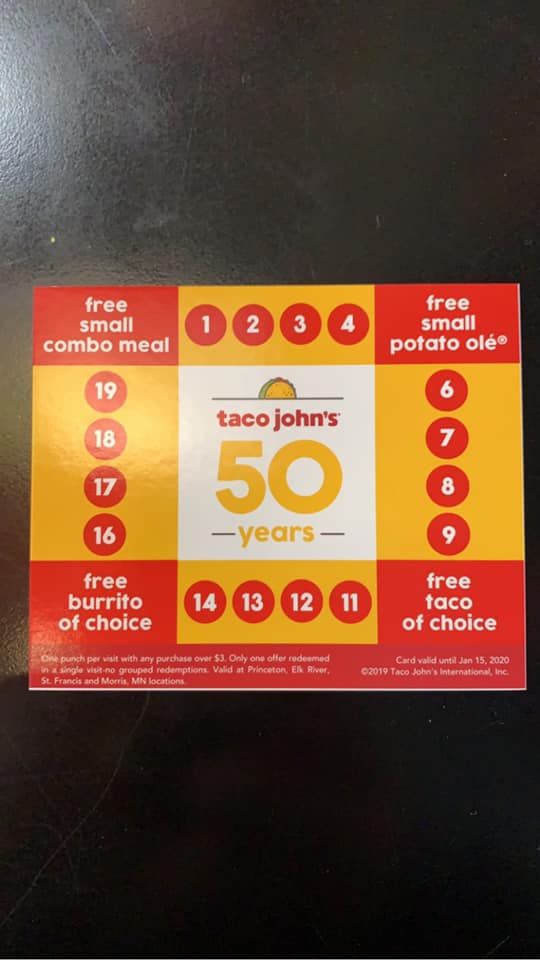 free
small
combo meal
1 2 3 4
free
small
potato olé®
19
18
17
16
taco john's
50
years
6
7
8
9
free
burrito
of choice
14 13 12 11
free
taco
of choice
One punch per visit with any purchase over $3. Only one offer redeemed
in a single visit-no grouped redemptions. Valid at Princeton, Elk River,
St. Francis and Morris, MN locations.
Card valid until Jan 15, 2020
©2019 Taco John's International, Inc.